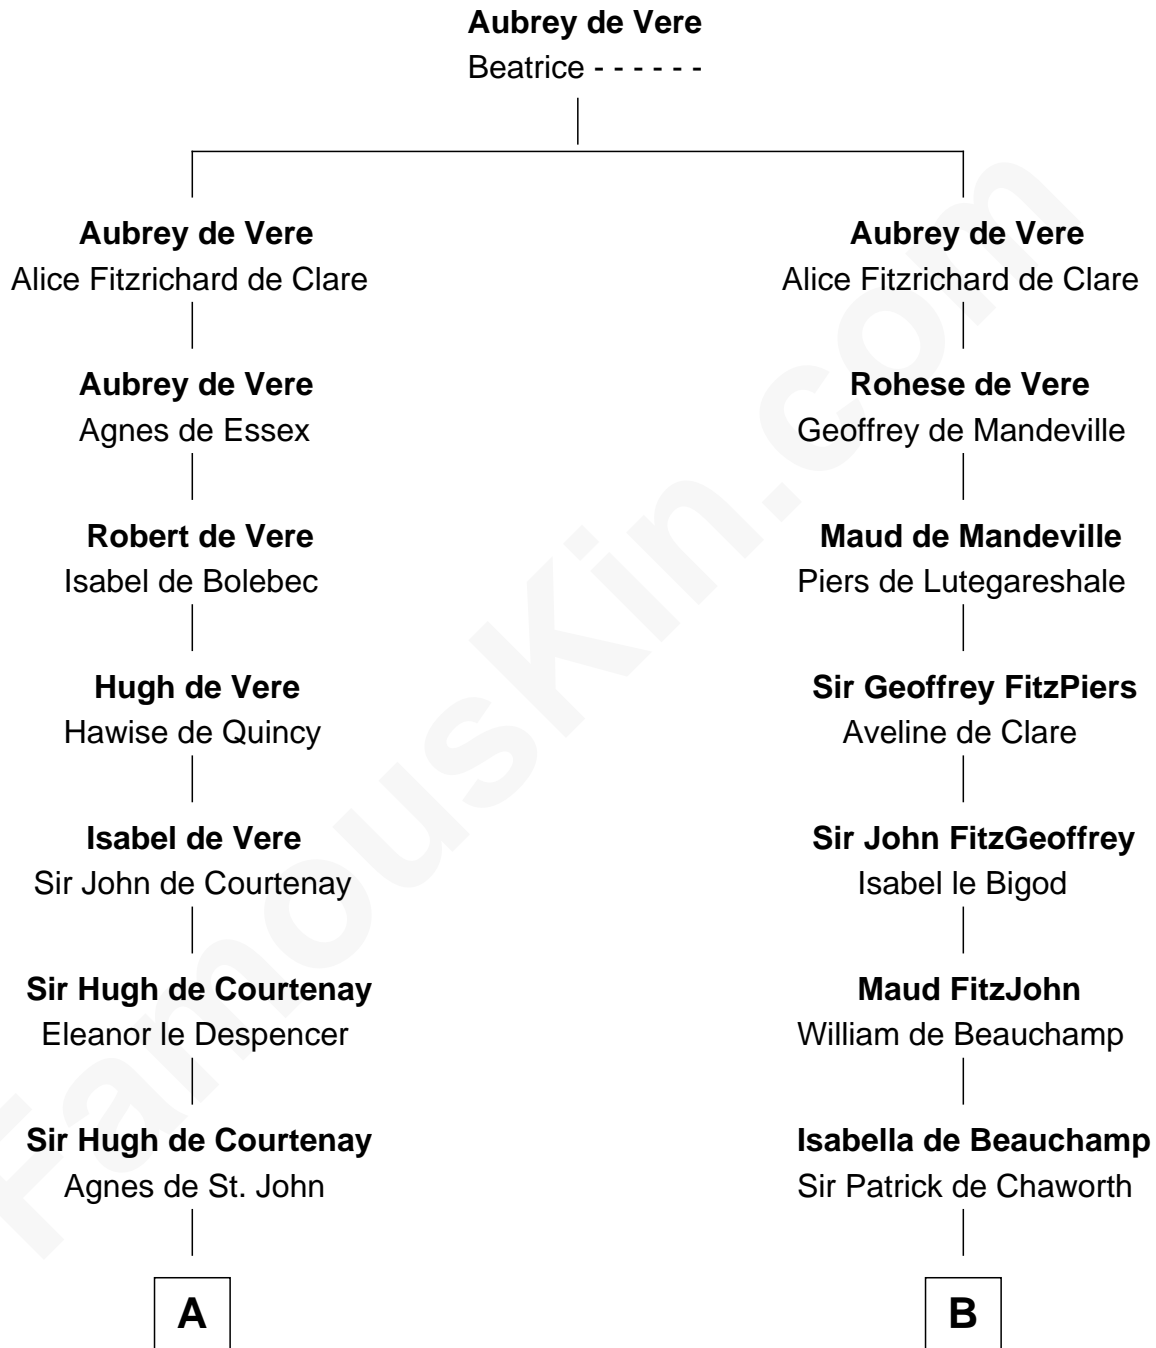 Aubrey de Vere
Beatrice - - - - - -
Aubrey de Vere
Alice Fitzrichard de Clare
Aubrey de Vere
Agnes de Essex
Robert de Vere
Isabel de Bolebec
Hugh de Vere
Hawise de Quincy
Isabel de Vere
Sir John de Courtenay
Sir Hugh de Courtenay
Eleanor le Despencer
Sir Hugh de Courtenay
Agnes de St. John
A
Aubrey de Vere
Alice Fitzrichard de Clare
Rohese de Vere
Geoffrey de Mandeville
Maud de Mandeville
Piers de Lutegareshale
Sir Geoffrey FitzPiers
Aveline de Clare
Sir John FitzGeoffrey
Isabel le Bigod
Maud FitzJohn
William de Beauchamp
Isabella de Beauchamp
Sir Patrick de Chaworth
B
FamousKin.com